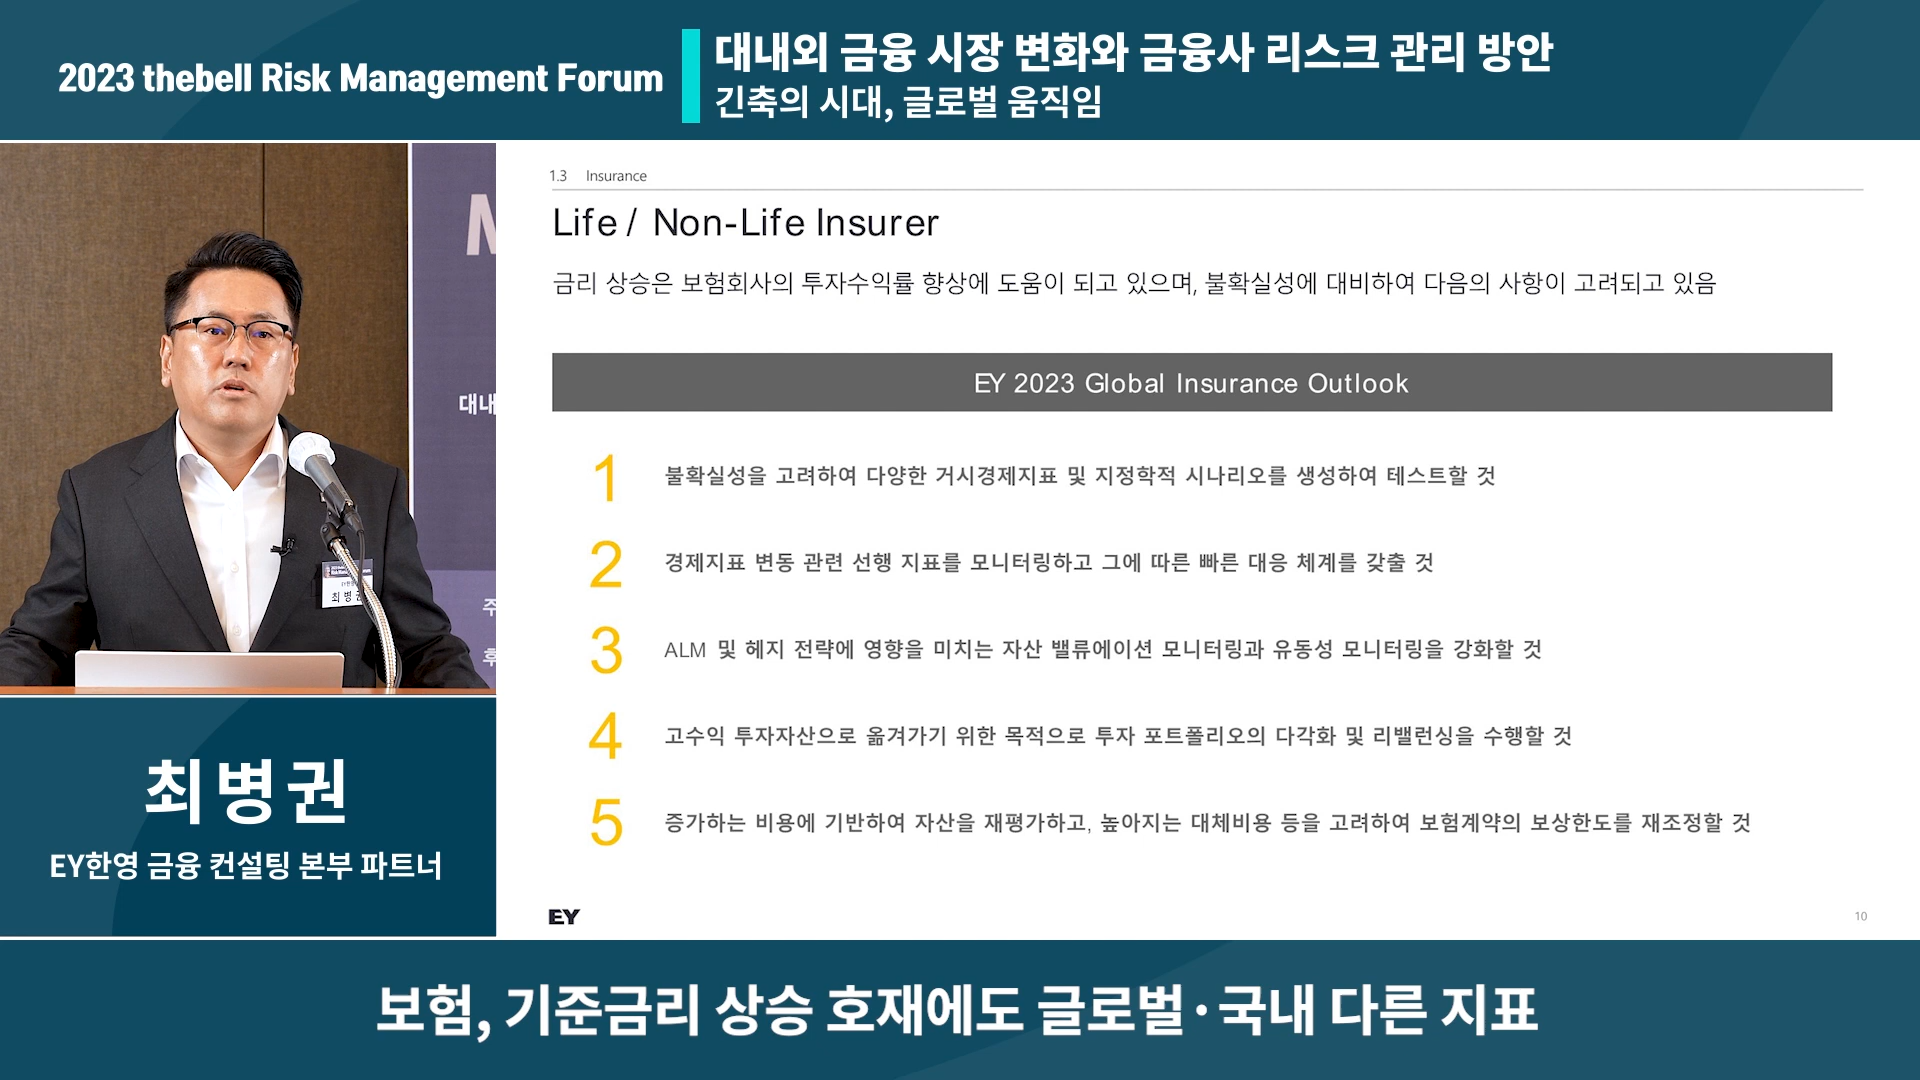 2023 thebell Risk Management Forum
대내외 금융 시장 변화와 금융사 리스크 관리 방안
긴축의 시대, 글로벌 움직임
M
대내
주
후
최병권
1.3 Insurance
Life / Non-Life Insurer
금리 상승은 보험회사의 투자수익률 향상에 도움이 되고 있으며, 불확실성에 대비하여 다음의 사항이 고려되고 있음
EY 2023 Global Insurance Outlook
1 불확실성을 고려하여 다양한 거시경제지표 및 지정학적 시나리오를 생성하여 테스트할 것
2 경제지표 변동 관련 선행 지표를 모니터링하고 그에 따른 빠른 대응 체계를 갖출 것
3 ALM 및 헤지 전략에 영향을 미치는 자산 밸류에이션 모니터링과 유동성 모니터링을 강화할 것
4 고수익 투자자산으로 옮겨가기 위한 목적으로 투자 포트폴리오의 다각화 및 리밸런싱을 수행할 것
5 증가하는 비용에 기반하여 자산을 재평가하고, 높아지는 대체비용 등을 고려하여 보험계약의 보상한도를 재조정할 것
EY
10
최병권
EY한영 금융 컨설팅 본부 파트너
보험, 기준금리 상승 호재에도 글로벌·국내 다른 지표